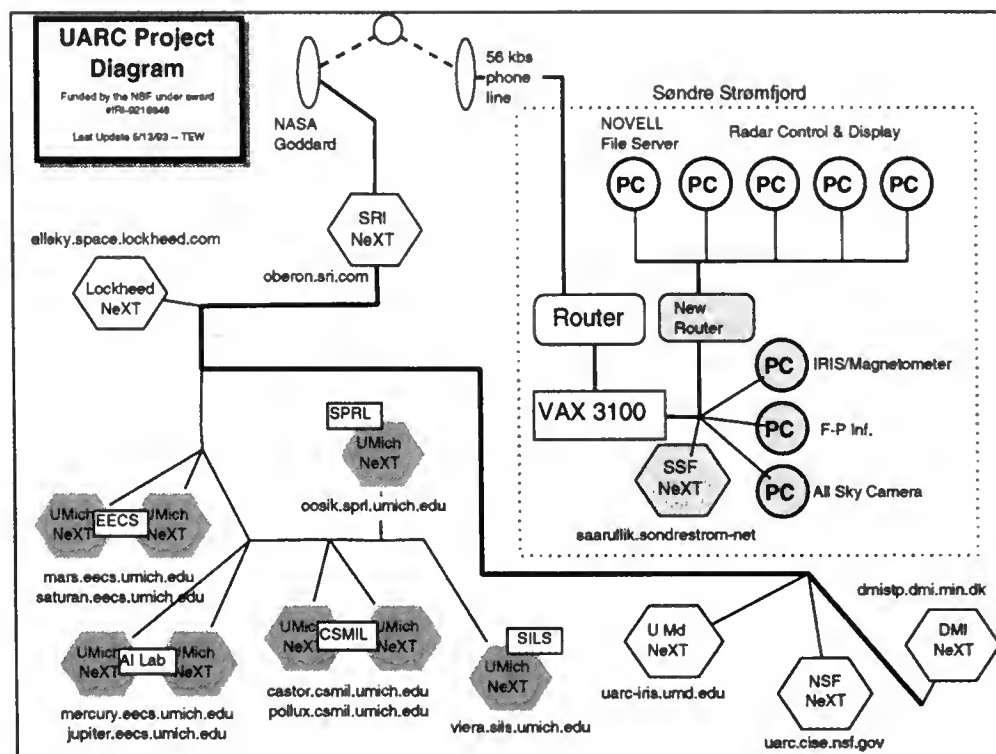 UARC Project
Diagram
Funded by the NSF under award
Last Update 5/13/93 -- TEW
NASA
Goddard
56 kbs
phone
line
Søndre Strømfjord
NOVELL
File Server
Radar Control & Display
PC
PC
PC
PC
PC
SRI
NeXT
oberon.sri.com
ellsky.space.lockheed.com
Lockheed
NeXT
Router
New
Router
VAX 3100
PC
IRIS/Magnetometer
PC
F-P Inf.
PC
All Sky Camera
SSF
NeXT
saarullik.sondrestrom-net
SPRL
UMich
NeXT
oosik.sprl.umich.edu
UMich
NeXT
EECS
UMich
NeXT
mars.eecs.umich.edu
saturan.eecs.umich.edu
UMich
NeXT
AI Lab
UMich
NeXT
mercury.eecs.umich.edu
jupiter.eecs.umich.edu
UMich
NeXT
CSMIL
UMich
NeXT
castor.csmil.umich.edu
pollux.csmil.umich.edu
SILS
UMich
NeXT
viera.sils.umich.edu
U Md
NeXT
uarc-iris.umd.edu
NSF
NeXT
uarc.cise.nsf.gov
dmistp.dmi.min.dk
DMI
NeXT